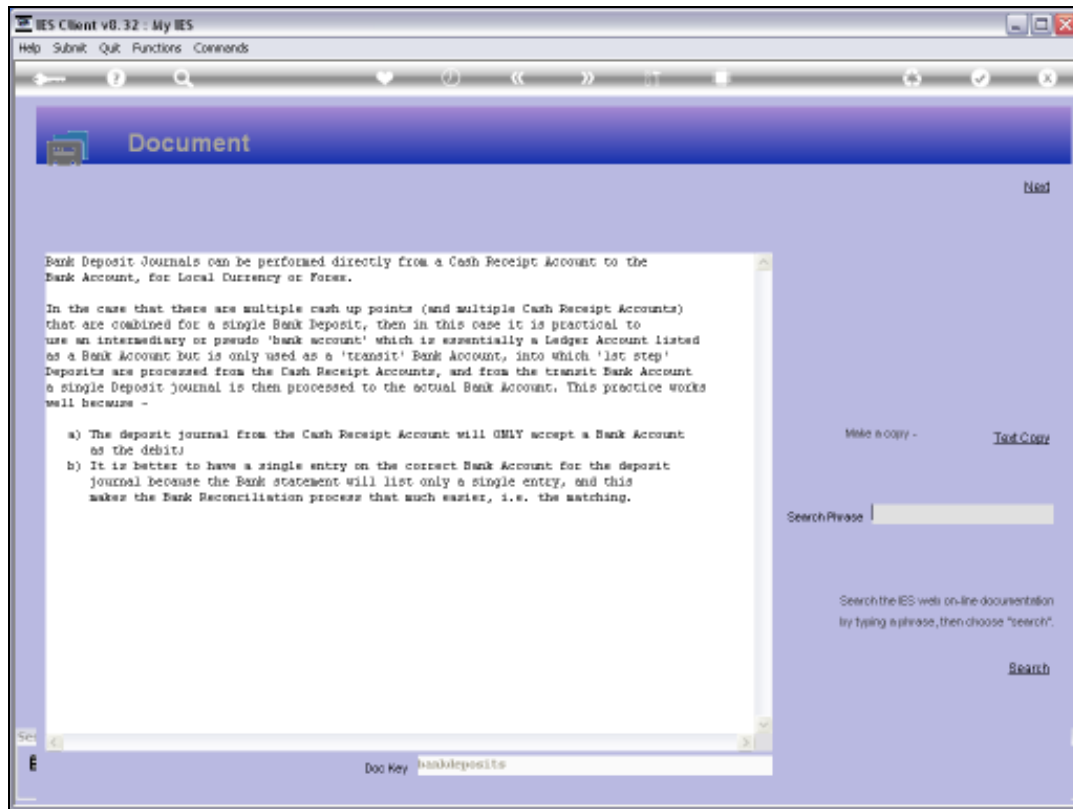 IES Client v8.32 : My IES
Help Submit Quit Functions Commands
Document
Next
Bank Deposit Journals can be performed directly from a Cash Receipt Account to the
Bank Account, for Local Currency or Forex.
In the case that there are multiple cash up points (and multiple Cash Receipt Accounts)
that are combined for a single Bank Deposit, then in this case it is practical to
use an intermediary or pseudo 'bank account' which is essentially a Ledger Account listed
as a Bank Account but is only used as a 'transit' Bank Account, into which '1st step'
Deposits are processed from the Cash Receipt Accounts, and from the transit Bank Account
a single Deposit journal is then processed to the actual Bank Account. This practice works
well because -
a) The deposit journal from the Cash Receipt Account will ONLY accept a Bank Account
as the debit;
b) It is better to have a single entry on the correct Bank Account for the deposit
journal because the Bank statement will list only a single entry, and this
makes the Bank Reconciliation process that much easier, i.e. the matching.
Make a copy -
Text Copy
Search Phrase
Search the IES web on-line documentation
by typing a phrase, then choose "search".
Search
Ses
Doc Key bankdeposits